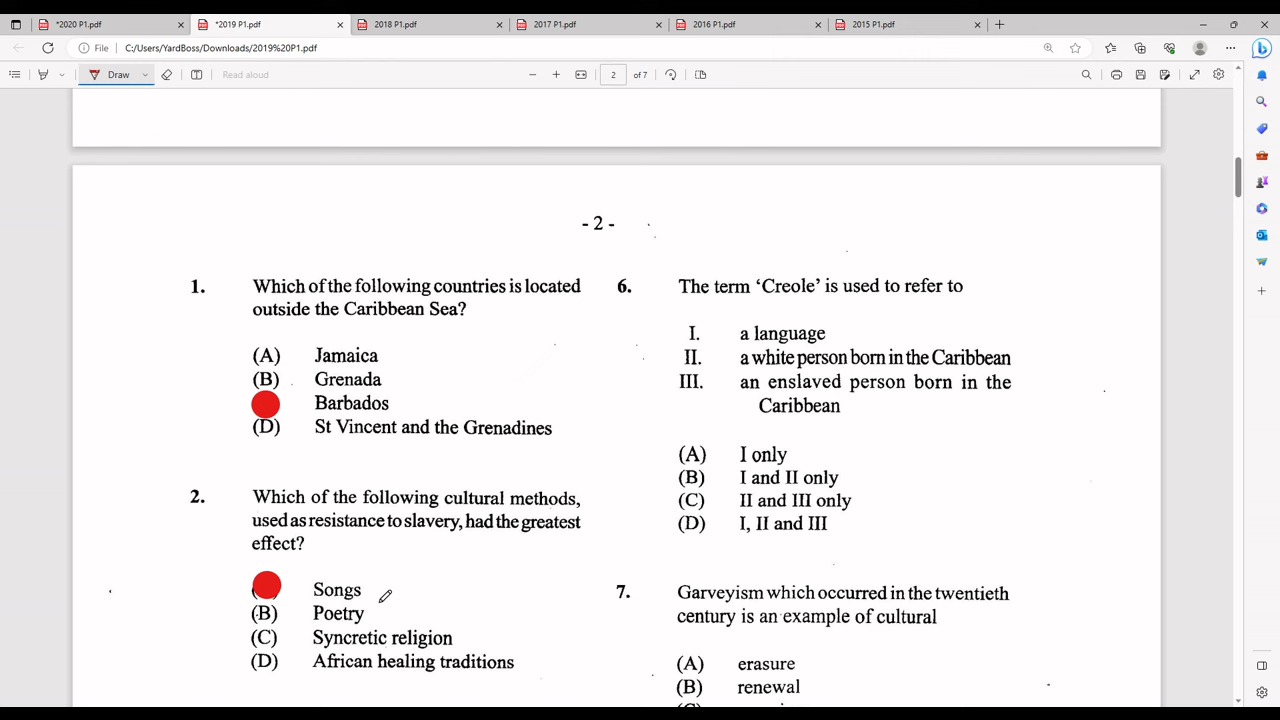 *2020 P1.pdf
*2019 P1.pdf
2018 P1.pdf
2017 P1.pdf
2016 P1.pdf
2015 P1.pdf
File
C:/Users/YardBoss/Downloads/2019%20P1.pdf
Draw
Read aloud
2
of 7
- 2 -
1. Which of the following countries is located
outside the Caribbean Sea?
(A) Jamaica
(B) Grenada
Barbados
(D) St Vincent and the Grenadines
2. Which of the following cultural methods,
used as resistance to slavery, had the greatest
effect?
Songs
(B) Poetry
(C) Syncretic religion
(D) African healing traditions
6. The term ‘Creole’ is used to refer to
I. a language
II. a white person born in the Caribbean
III. an enslaved person born in the
Caribbean
(A) I only
(B) I and II only
(C) II and III only
(D) I, II and III
7. Garveyism which occurred in the twentieth
century is an example of cultural
(A) erasure
(B) renewal